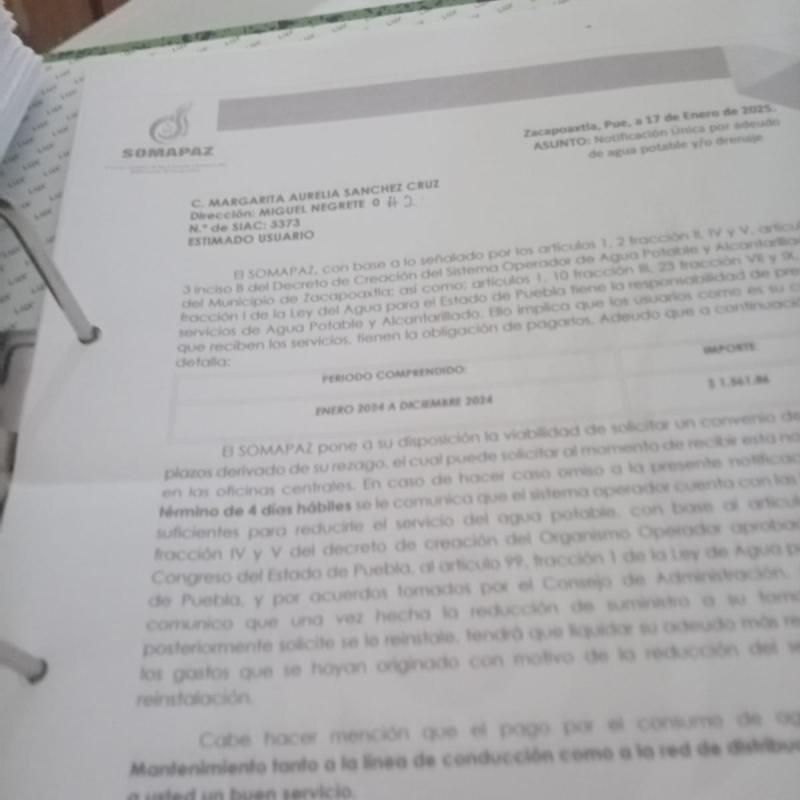 SOMAPAZ
Zacapoaxtla, Pue, a 17 de Enero de 2025.
ASUNTO: Notificación Única por adeudo
de agua potable y/o drenaje
C. MARGARITA AURELIA SANCHEZ CRUZ
Dirección: MIGUEL NEGRETE 0
N.° de SIAC: 3373
ESTIMADO USUARIO
El SOMAPAZ, con base a lo señalado por los artículos 1, 2 fracción II, IV y V, artícu
3 inciso B del Decreto de Creación del Sistema Operador de Agua Potable y Alcantarilla
del Municipio de Zacapoaxtla; así como; artículos 1, 10 fracción III, 23 fracción VII y IX,
fracción I de la Ley del Agua para el Estado de Puebla tiene la responsabilidad de pre
servicios de Agua Potable y Alcantarillado. Ello implica que los usuarios como es su c
que reciben los servicios, tienen la obligación de pagarlos. Adeudo que a continuació
detalla:
PERIODO COMPRENDIDO: IMPORTE
ENERO 2024 A DICIEMBRE 2024 $ 1,561.86
El SOMAPAZ pone a su disposición la viabilidad de solicitar un convenio de
plazos derivado de su rezago, el cual puede solicitar al momento de recibir esta no
en las oficinas centrales. En caso de hacer caso omiso a la presente notificac
término de 4 días hábiles se le comunica que el sistema operador cuenta con las
suficientes para reducirle el servicio del agua potable, con base al artícul
fracción IV y V del decreto de creación del Organismo Operador aprobad
Congreso del Estado de Puebla, al artículo 99, fracción 1 de la Ley de Agua p
de Puebla, y por acuerdos tomados por el Consejo de Administración,
comunico que una vez hecha la reducción de suministro a su toma
posteriormente solicite se le reinstale, tendrá que liquidar su adeudo más re
los gastos que se hayan originado con motivo de la reducción del se
reinstalación.
Cabe hacer mención que el pago por el consumo de ag
Mantenimiento tanto a la línea de conducción como a la red de distribu
a usted un buen servicio.